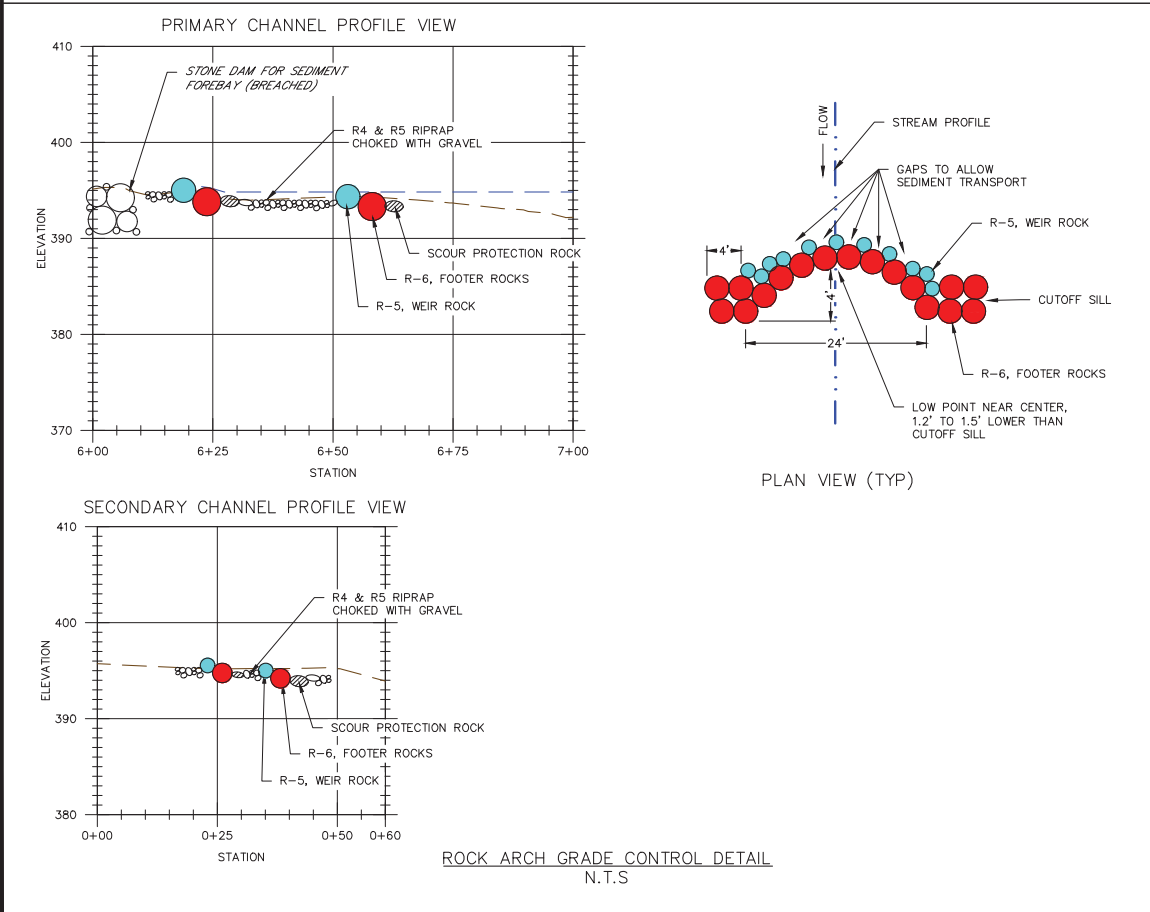 PRIMARY CHANNEL PROFILE VIEW
410
400
390
380
370
ELEVATION
STONE DAM FOR SEDIMENT
FOREBAY (BREACHED)
R4 & R5 RIPRAP
CHOKED WITH GRAVEL
SCOUR PROTECTION ROCK
R-6, FOOTER ROCKS
R-5, WEIR ROCK
6+00
6+25
6+50
6+75
7+00
STATION
FLOW
STREAM PROFILE
GAPS TO ALLOW
SEDIMENT TRANSPORT
R-5, WEIR ROCK
4'
CUTOFF SILL
4'
24'
R-6, FOOTER ROCKS
LOW POINT NEAR CENTER,
1.2' TO 1.5' LOWER THAN
CUTOFF SILL
PLAN VIEW (TYP)
SECONDARY CHANNEL PROFILE VIEW
410
400
390
380
ELEVATION
R4 & R5 RIPRAP
CHOKED WITH GRAVEL
SCOUR PROTECTION ROCK
R-6, FOOTER ROCKS
R-5, WEIR ROCK
0+00
0+25
0+50
0+60
STATION
ROCK ARCH GRADE CONTROL DETAIL
N.T.S